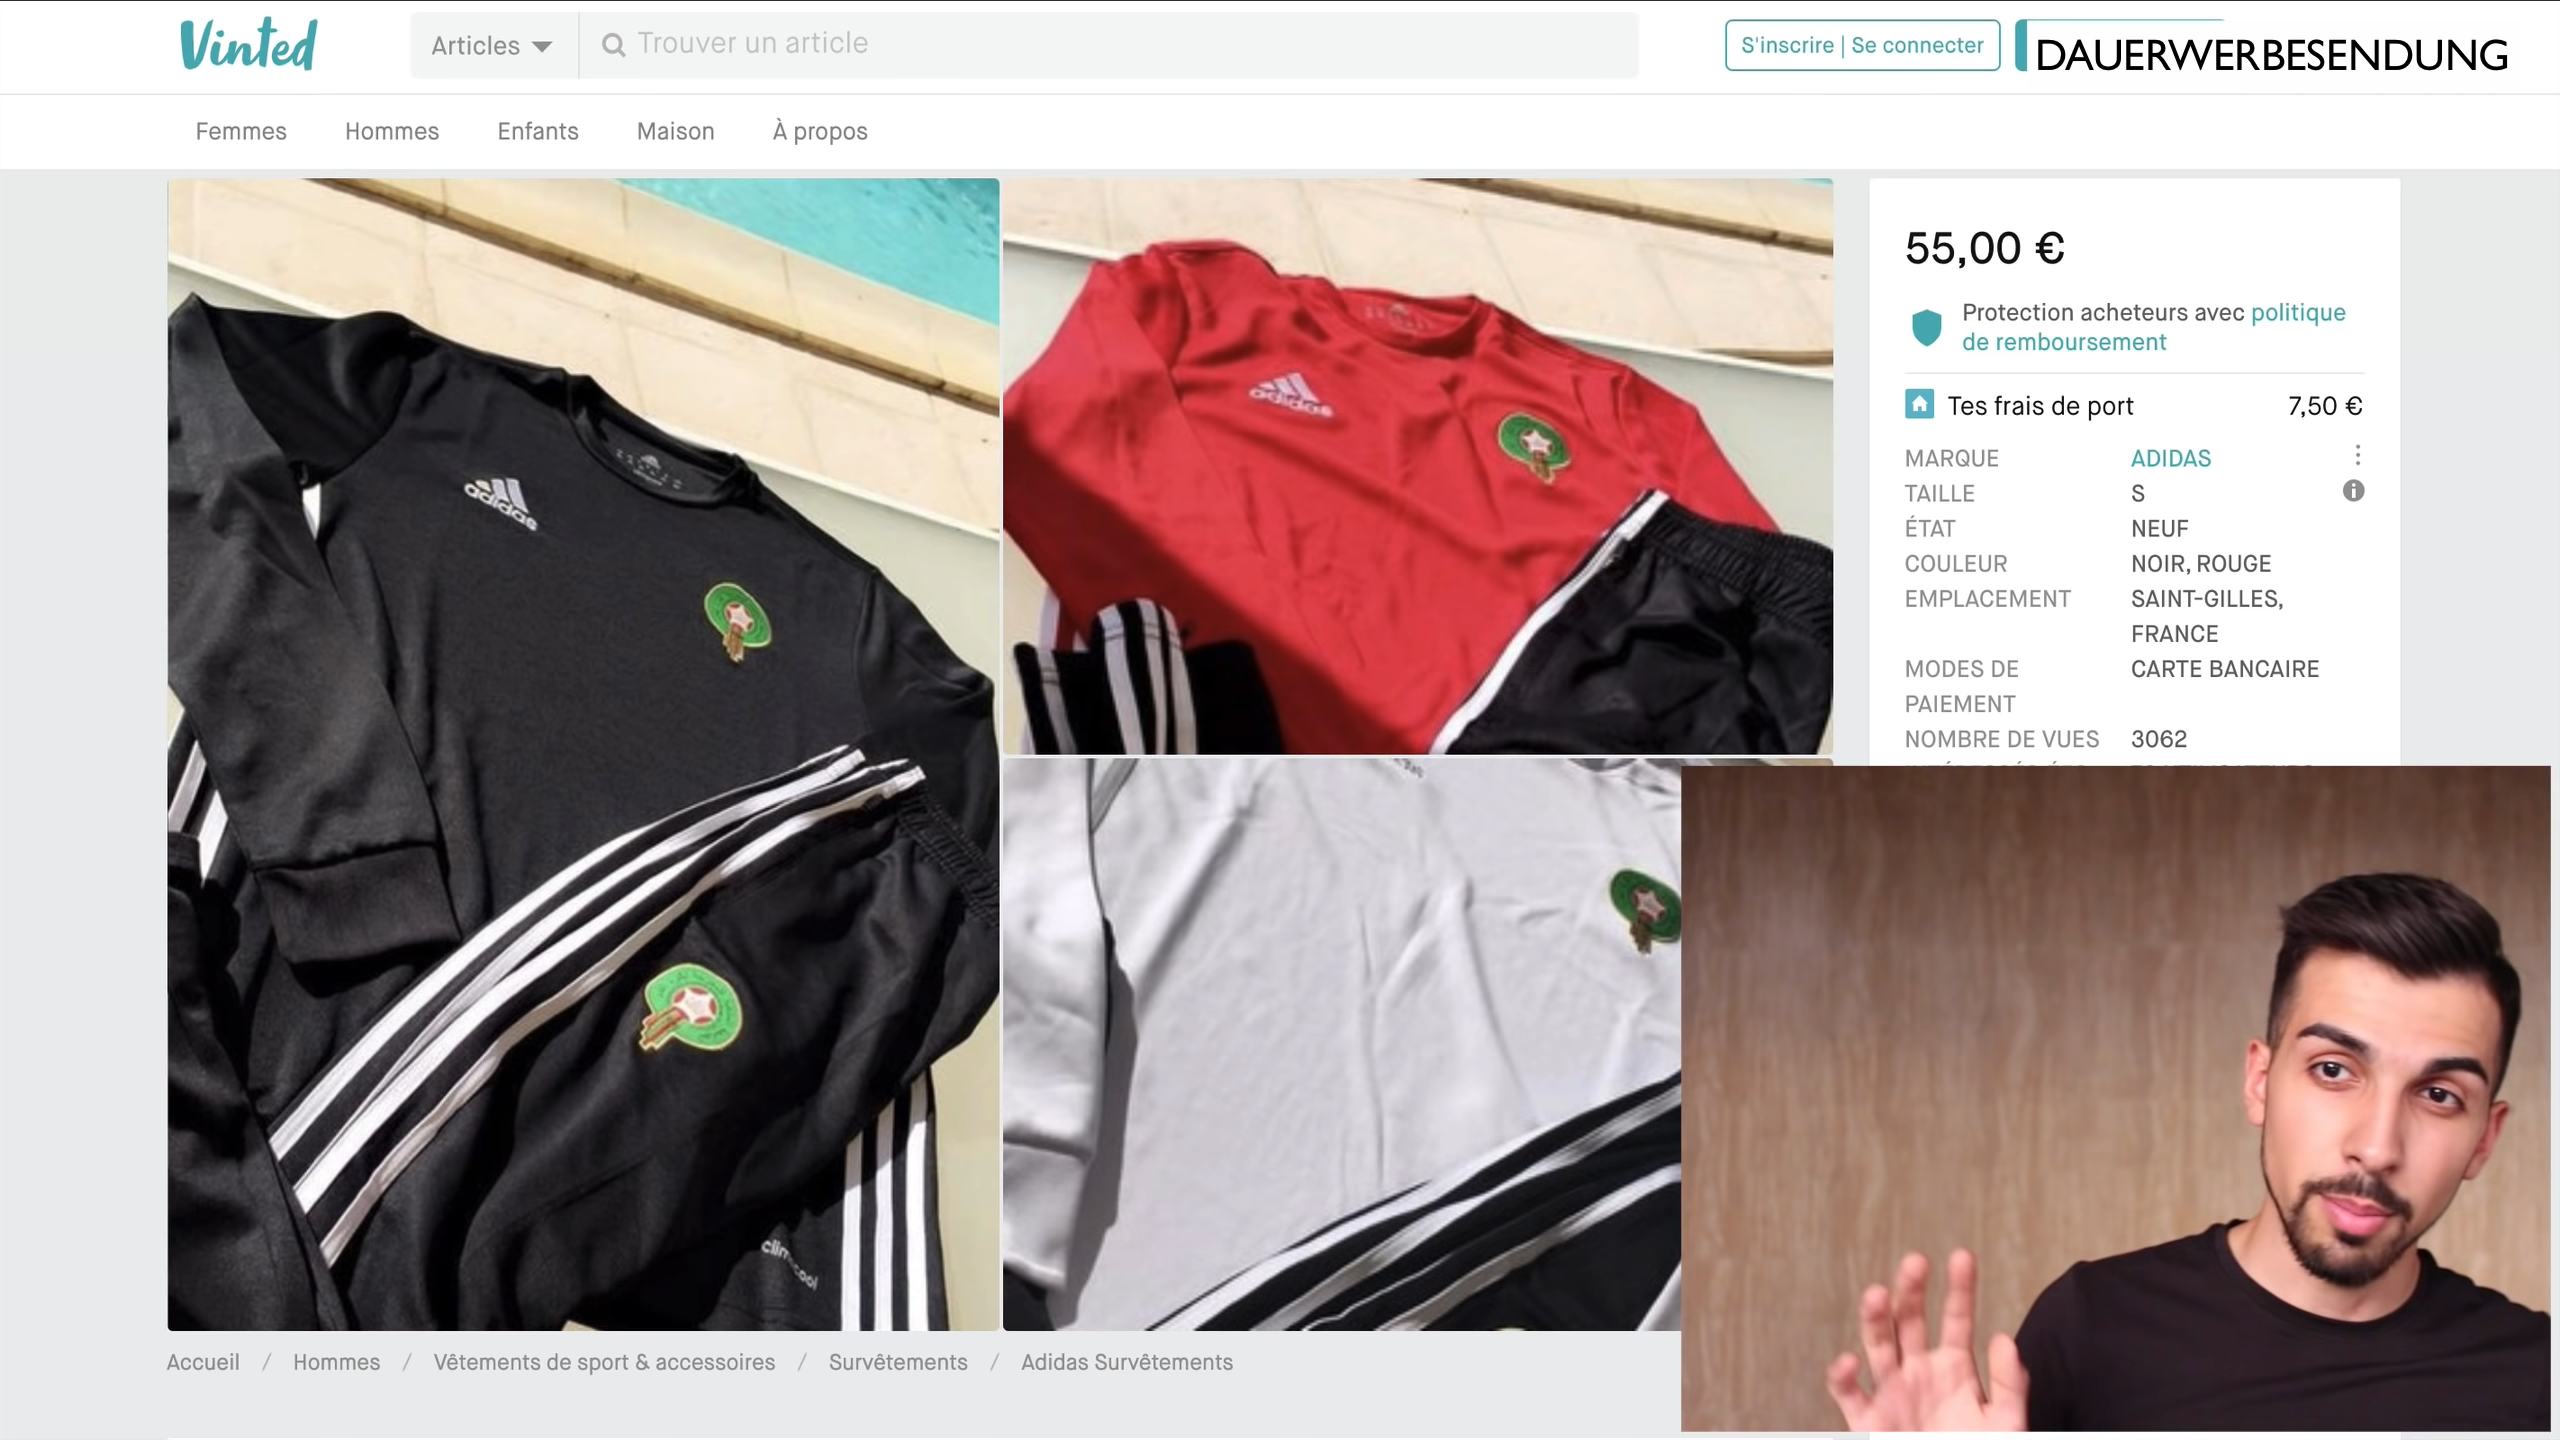 Vinted
Articles
Trouver un article
S'inscrire | Se connecter
DAUERWERBESENDUNG
Femmes
Hommes
Enfants
Maison
À propos
adidas
adidas
55,00 €
Protection acheteurs avec politique
de remboursement
Tes frais de port 7,50 €
MARQUE ADIDAS
TAILLE S
ÉTAT NEUF
COULEUR NOIR, ROUGE
EMPLACEMENT SAINT-GILLES,
FRANCE
MODES DE CARTE BANCAIRE
PAIEMENT
NOMBRE DE VUES 3062
Accueil / Hommes / Vêtements de sport & accessoires / Survêtements / Adidas Survêtements